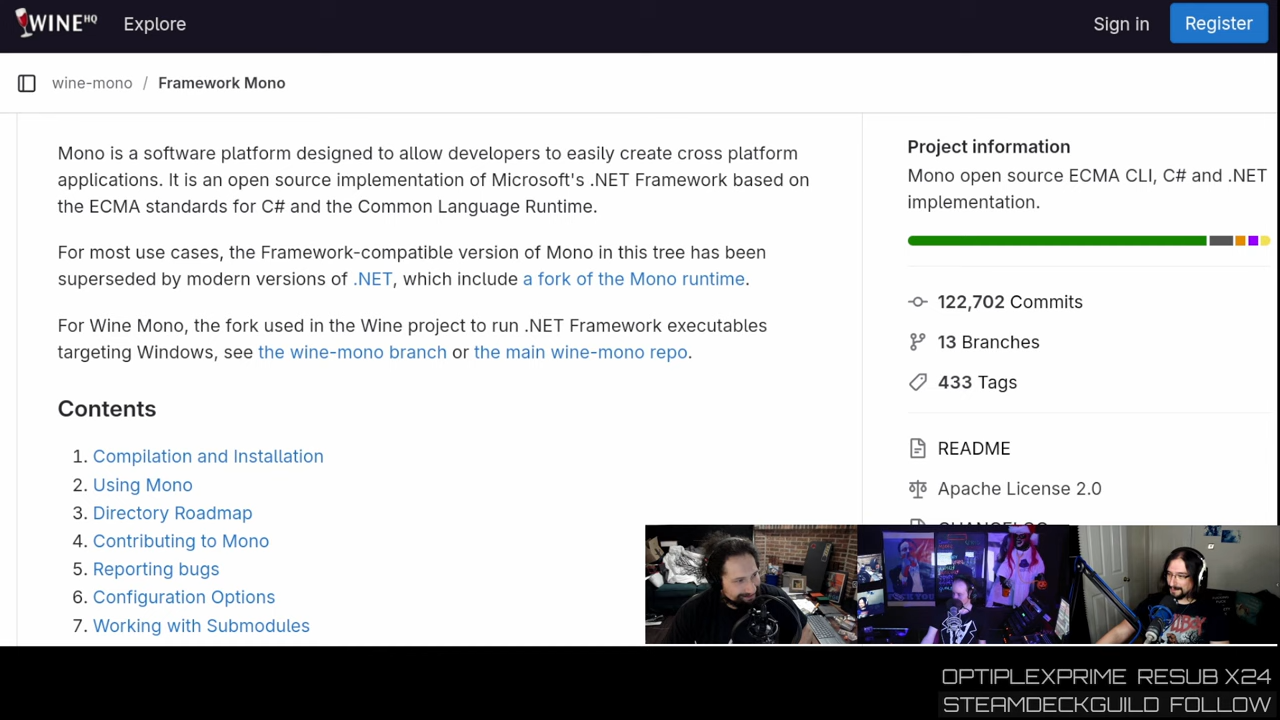 WINE HQ Explore Sign in Register
wine-mono / Framework Mono
Mono is a software platform designed to allow developers to easily create cross platform
applications. It is an open source implementation of Microsoft's .NET Framework based on
the ECMA standards for C# and the Common Language Runtime.
For most use cases, the Framework-compatible version of Mono in this tree has been
superseded by modern versions of .NET, which include a fork of the Mono runtime.
For Wine Mono, the fork used in the Wine project to run .NET Framework executables
targeting Windows, see the wine-mono branch or the main wine-mono repo.
Contents
1. Compilation and Installation
2. Using Mono
3. Directory Roadmap
4. Contributing to Mono
5. Reporting bugs
6. Configuration Options
7. Working with Submodules
Project information
Mono open source ECMA CLI, C# and .NET
implementation.
122,702 Commits
13 Branches
433 Tags
README
Apache License 2.0
CHANGELOG
OPTIPLEXPRIME RESUB X24
STEAMDECKGUILD FOLLOW